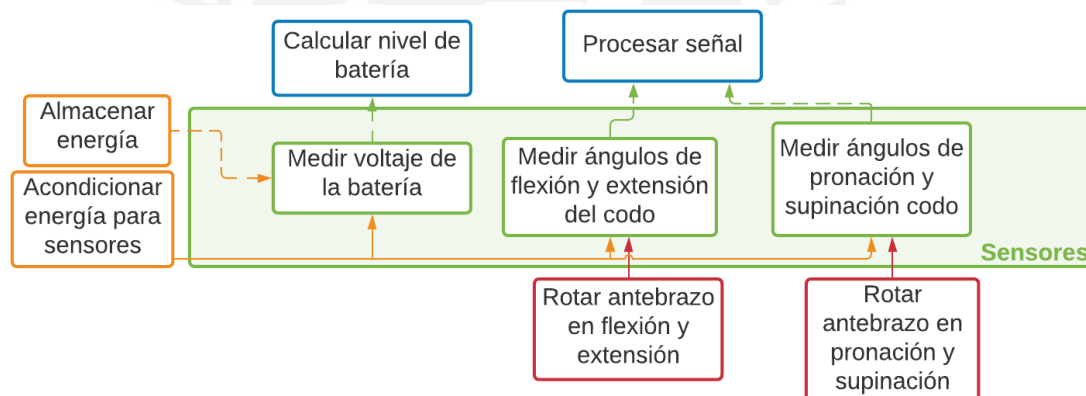 Calcular nivel de
batería
Procesar señal
Almacenar
energía
Acondicionar
energía para
sensores
Medir voltaje de
la batería
Medir ángulos de
flexión y extensión
del codo
Medir ángulos de
pronación y
supinación codo
Sensores
Rotar antebrazo
en flexión y
extensión
Rotar
antebrazo en
pronación y
supinación